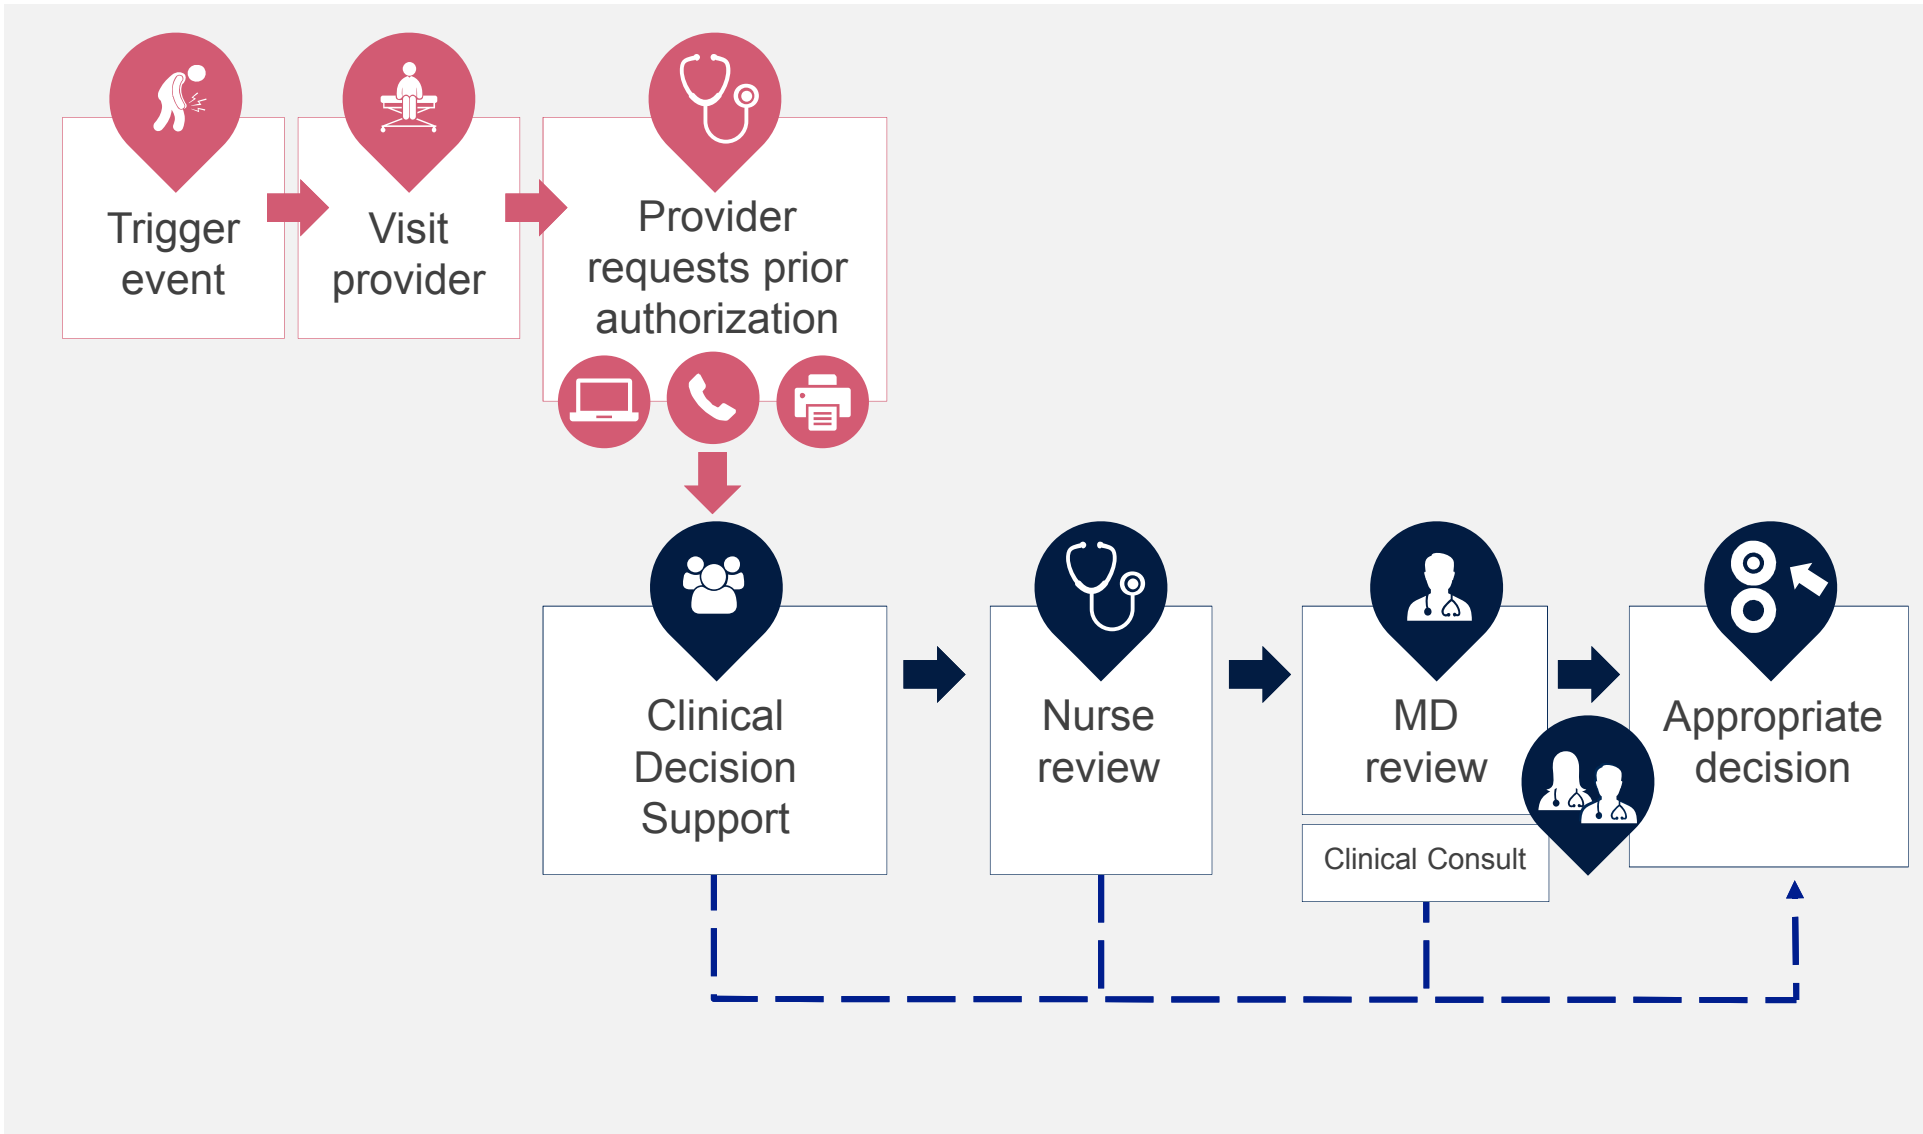 Trigger
event
Visit
provider
Provider
requests prior
authorization
Clinical
Decision
Support
Nurse
review
MD
review
Clinical Consult
Appropriate
decision